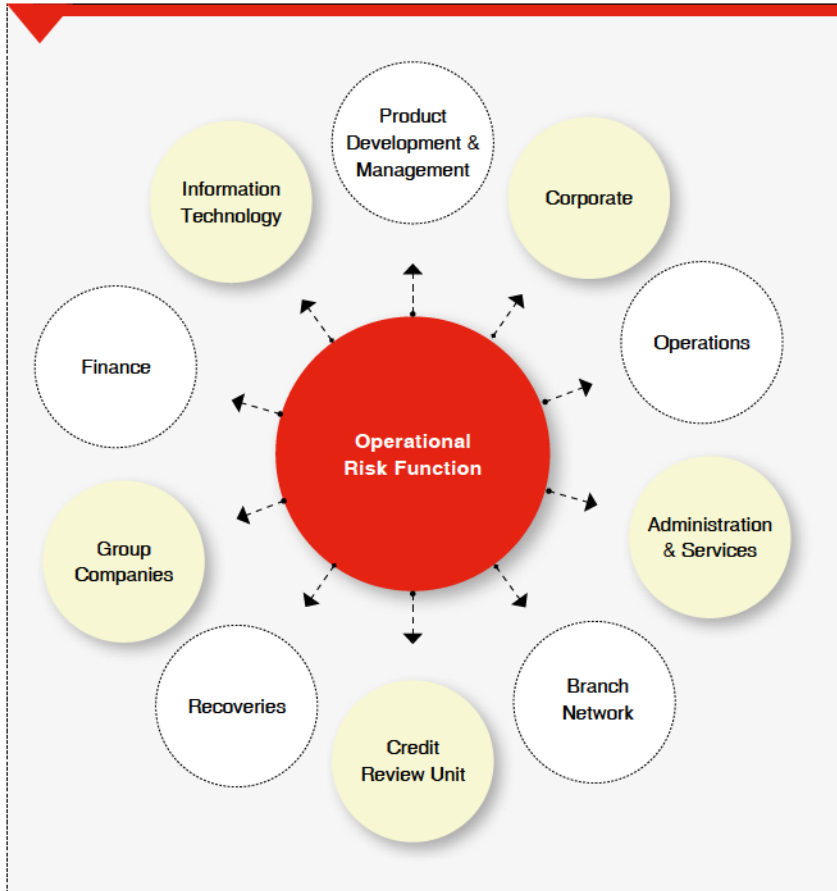 Product
Development &
Management
Corporate
Operations
Administration
& Services
Branch
Network
Credit
Review Unit
Recoveries
Group
Companies
Finance
Information
Technology
Operational
Risk Function